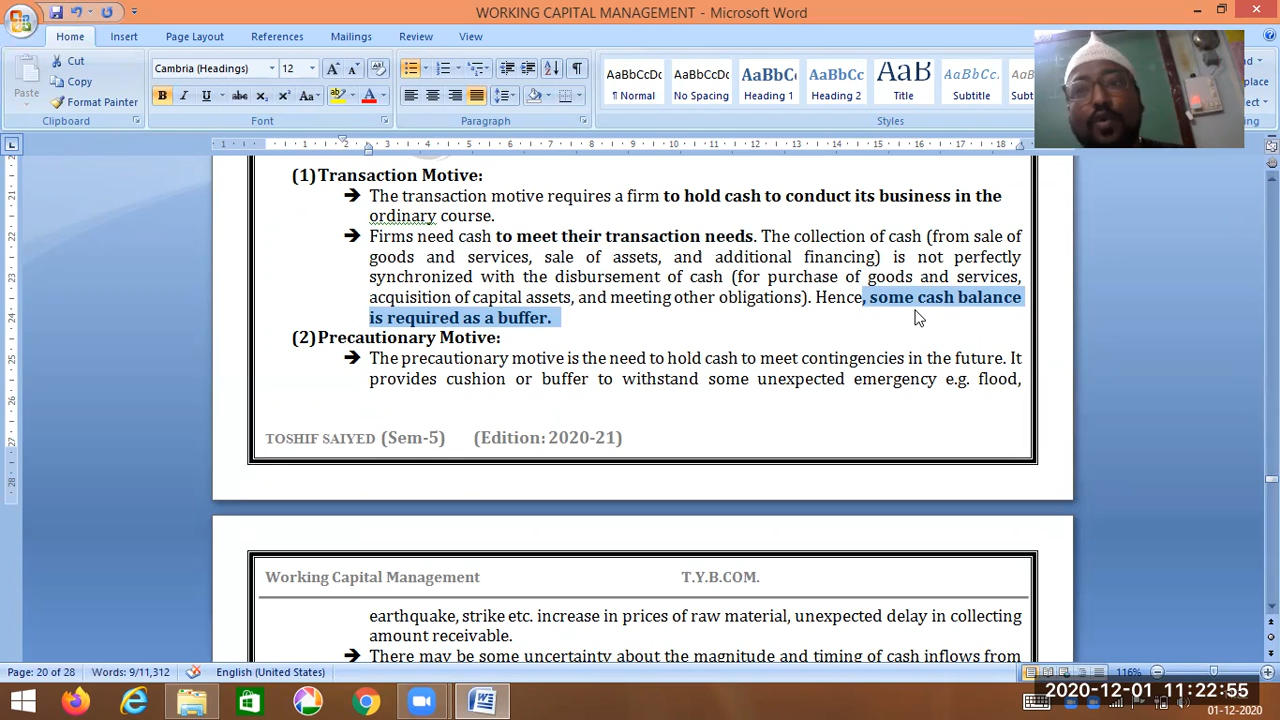 WORKING CAPITAL MANAGEMENT - Microsoft Word
Home Insert Page Layout References Mailings Review View
Paste
Cut
Copy
Format Painter
Clipboard
Cambria (Headings) 12
Font
Paragraph
AaBbCcDc AaBbCcDc AaBbCc AaBbCc AaB AaBbCc.
¶ Normal No Spacing Heading 1 Heading 2 Title Subtitle
Styles
(1)Transaction Motive:
➔ The transaction motive requires a firm to hold cash to conduct its business in the
ordinary course.
➔ Firms need cash to meet their transaction needs. The collection of cash (from sale of
goods and services, sale of assets, and additional financing) is not perfectly
synchronized with the disbursement of cash (for purchase of goods and services,
acquisition of capital assets, and meeting other obligations). Hence, some cash balance
is required as a buffer.
(2)Precautionary Motive:
➔ The precautionary motive is the need to hold cash to meet contingencies in the future. It
provides cushion or buffer to withstand some unexpected emergency e.g. flood,
TOSHIF SAIYED (Sem-5) (Edition: 2020-21)
Working Capital Management T.Y.B.COM.
earthquake, strike etc. increase in prices of raw material, unexpected delay in collecting
amount receivable.
➔ There may be some uncertainty about the magnitude and timing of cash inflows from
Page: 20 of 28 Words: 9/11,312 English (United States) 116%
2020-12-01 11:22:55
01-12-2020